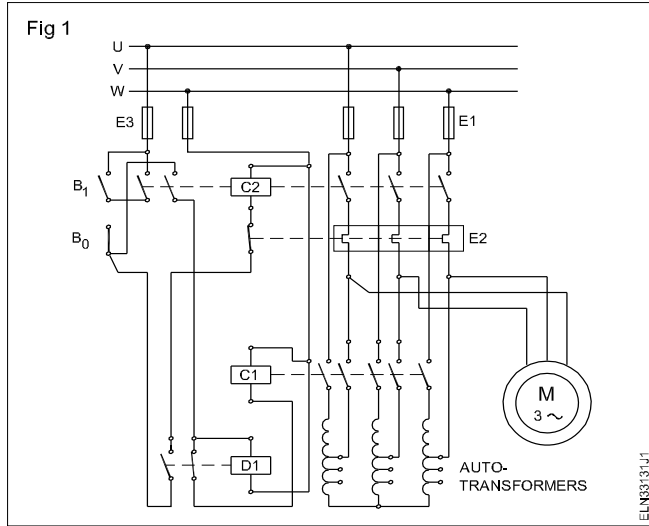 Fig 1
U
V
W
E3
E1
B1
C2
B0
E2
C1
M
3 ~
D1
AUTO-
TRANSFORMERS
ELN33131J1